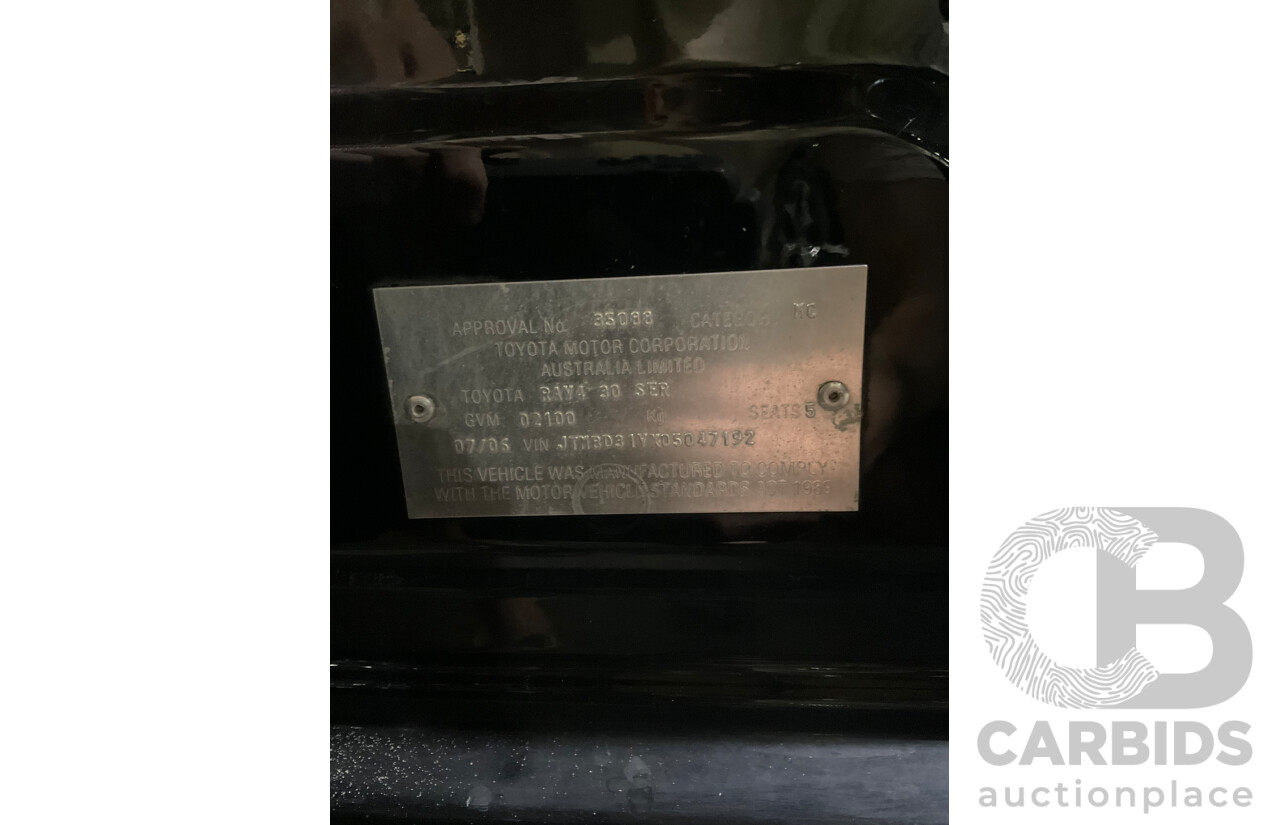 APPROVAL No. 35088 CATEGORY MC
TOYOTA MOTOR CORPORATION
AUSTRALIA LIMITED
TOYOTA RAV4 30 SER
GVM 02100 KG SEATS 5
07/06 VIN
THIS VEHICLE WAS MANUFACTURED TO COMPLY
WITH THE MOTOR VEHICLE STANDARDS ACT 1989
CARBIDS
auctionplace